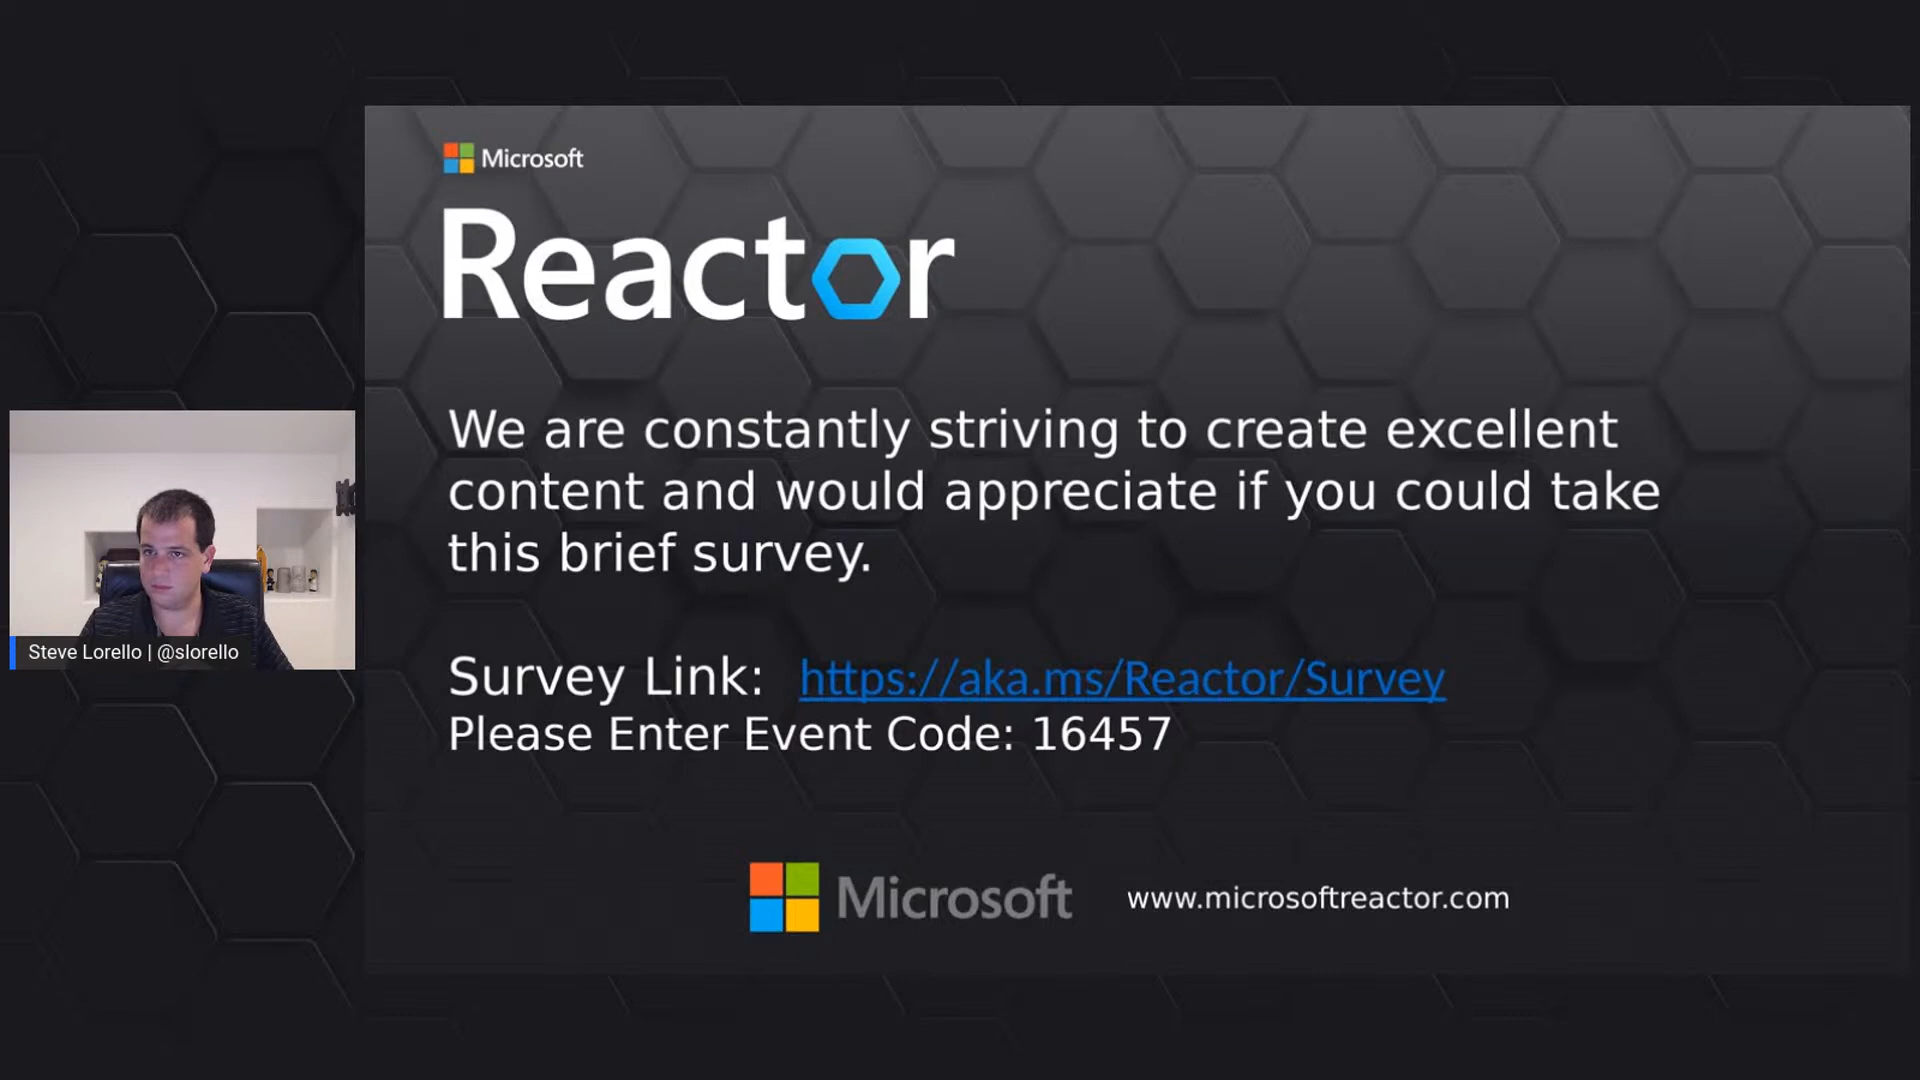 Microsoft
Reactor
We are constantly striving to create excellent
content and would appreciate if you could take
this brief survey.
Survey Link: https://aka.ms/Reactor/Survey
Please Enter Event Code: 16457
Steve Lorello | @slorello
Microsoft www.microsoftreactor.com